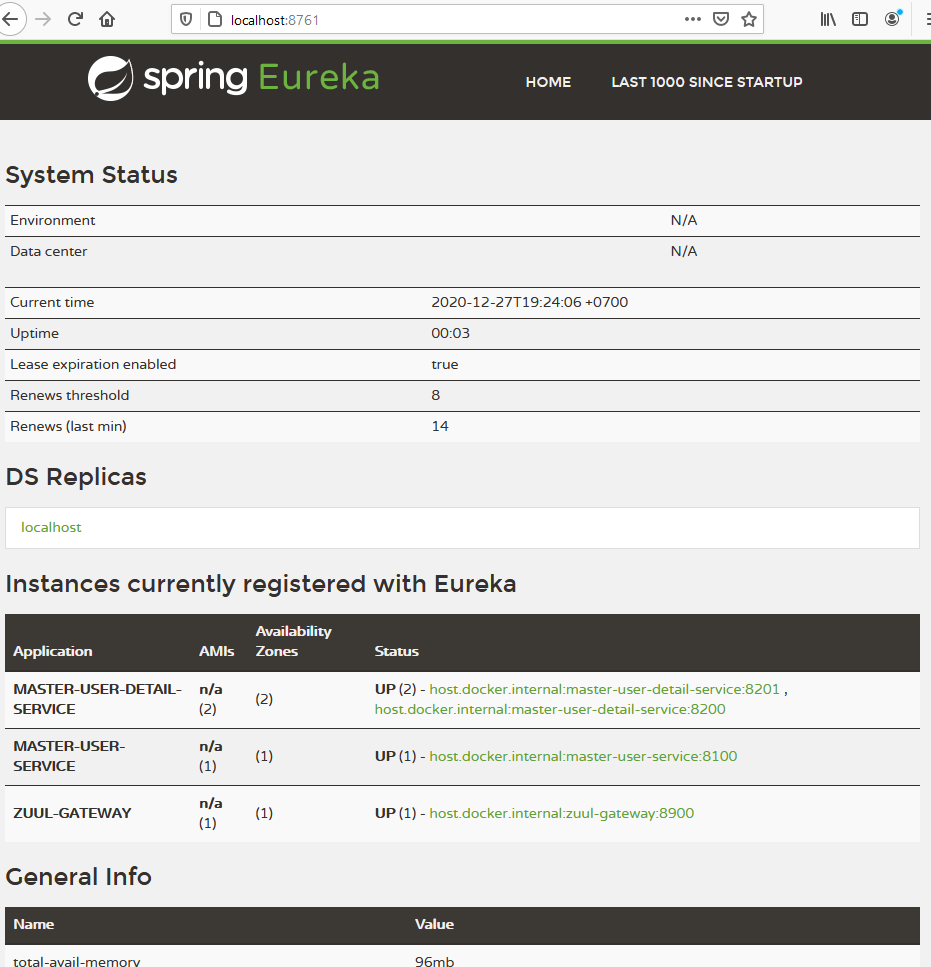 localhost:8761
spring Eureka
HOME LAST 1000 SINCE STARTUP
System Status
Environment N/A
Data center N/A
Current time 2020-12-27T19:24:06 +0700
Uptime 00:03
Lease expiration enabled true
Renews threshold 8
Renews (last min) 14
DS Replicas
localhost
Instances currently registered with Eureka
Application AMIs Availability Zones Status
MASTER-USER-DETAIL-SERVICE n/a (2) (2) UP (2) - host.docker.internal:master-user-detail-service:8201 , host.docker.internal:master-user-detail-service:8200
MASTER-USER-SERVICE n/a (1) (1) UP (1) - host.docker.internal:master-user-service:8100
ZUUL-GATEWAY n/a (1) (1) UP (1) - host.docker.internal:zuul-gateway:8900
General Info
Name Value
total-avail-memory 96mb